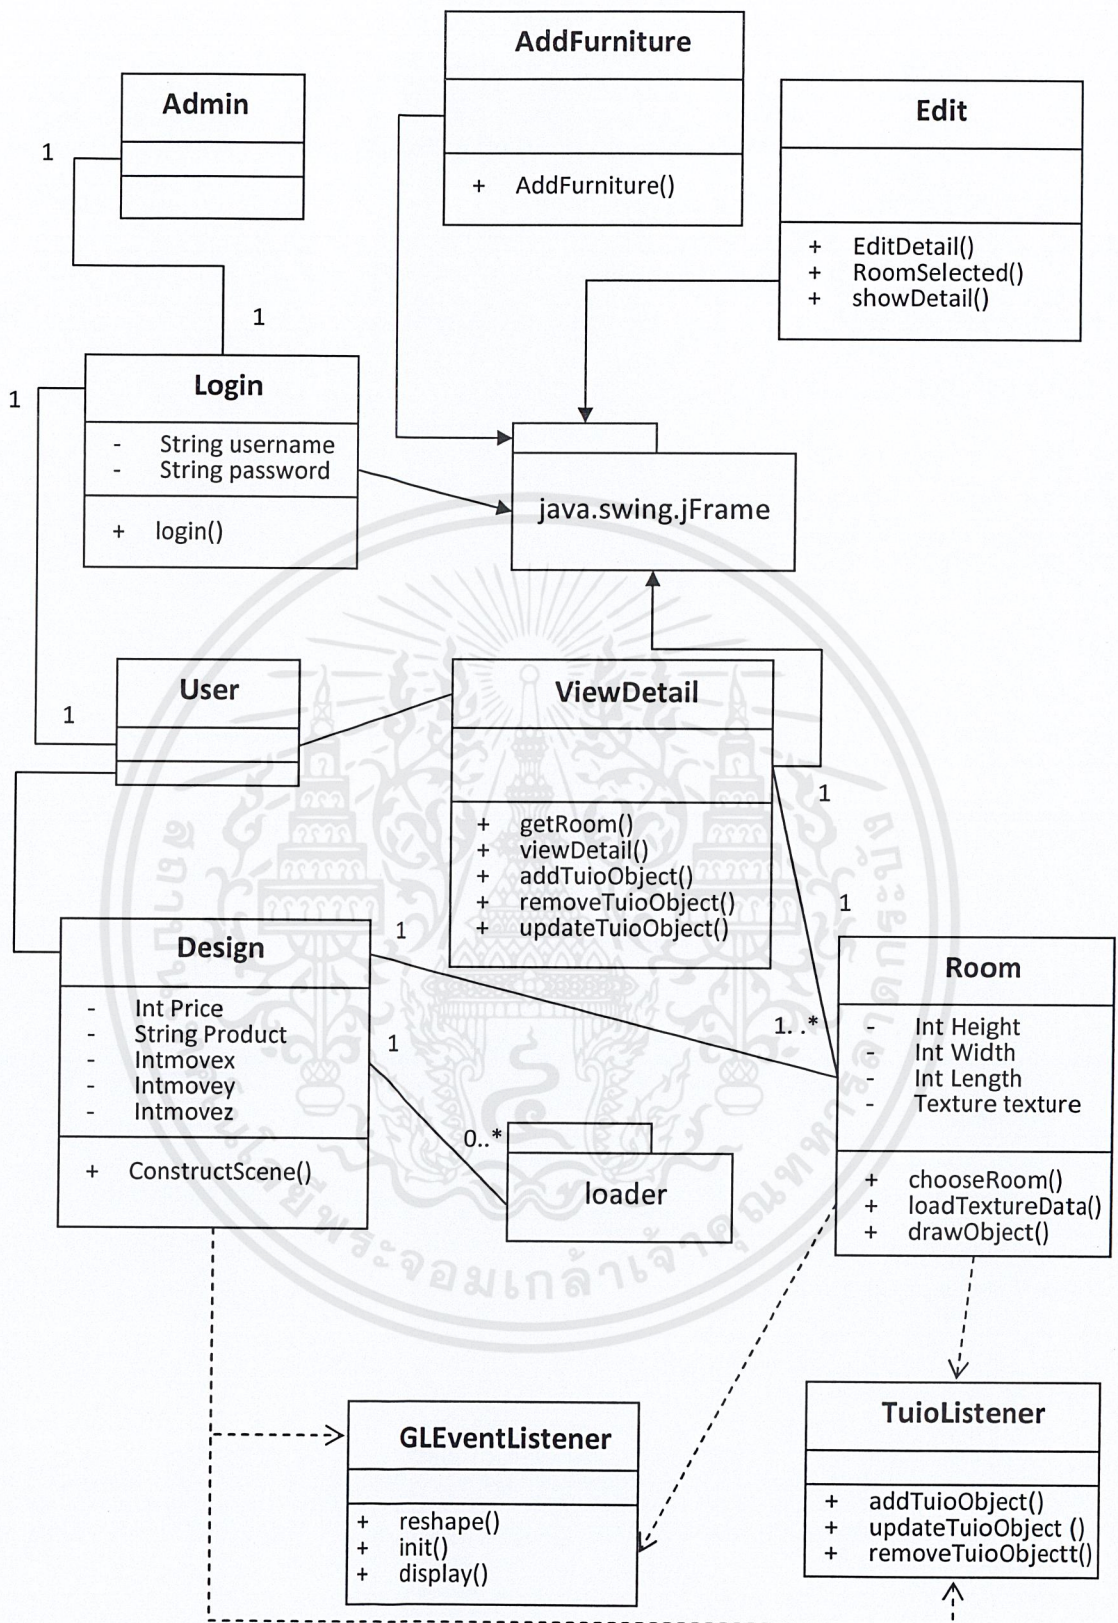 AddFurniture
+ AddFurniture()
Admin
1
1
Edit
+ EditDetail()
+ RoomSelected()
+ showDetail()
Login
- String username
- String password
+ login()
1
1
java.swing.jFrame
User
ViewDetail
+ getRoom()
+ viewDetail()
+ addTuioObject()
+ removeTuioObject()
+ updateTuioObject()
1
1
Design
- Int Price
- String Product
- Intmovex
- Intmovey
- Intmovez
+ ConstructScene()
1
1
1..*
0..*
loader
Room
- Int Height
- Int Width
- Int Length
- Texture texture
+ chooseRoom()
+ loadTextureData()
+ drawObject()
GLEventListener
+ reshape()
+ init()
+ display()
TuioListener
+ addTuioObject()
+ updateTuioObject ()
+ removeTuioObjectt()